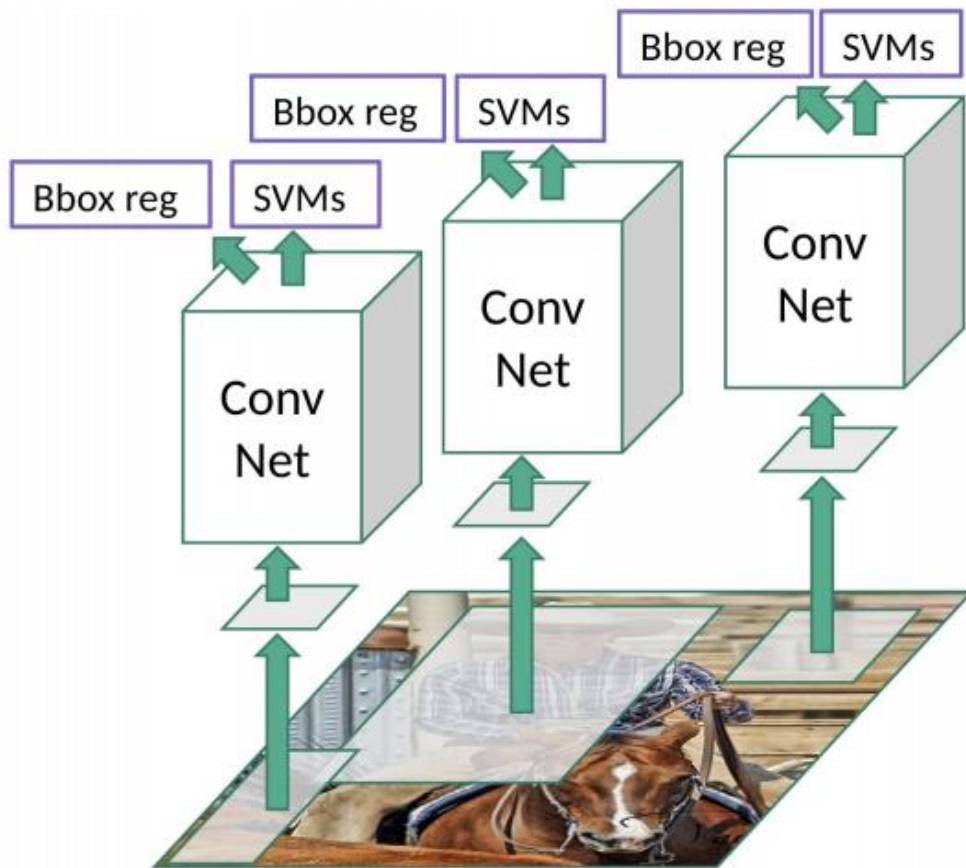 Bbox reg
SVMs
Bbox reg
SVMs
Bbox reg
SVMs
Conv
Net
Conv
Net
Conv
Net